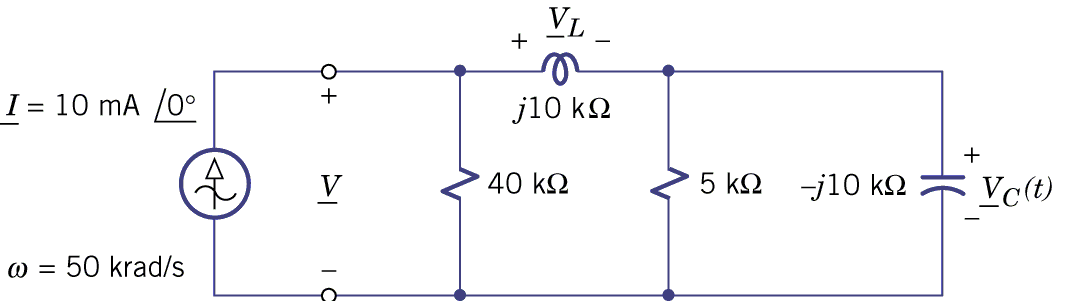 + V_L –
I = 10 mA /0°
+
j10 kΩ
V
40 kΩ
5 kΩ
–j10 kΩ
+
V_C(t)
–
ω = 50 krad/s
–